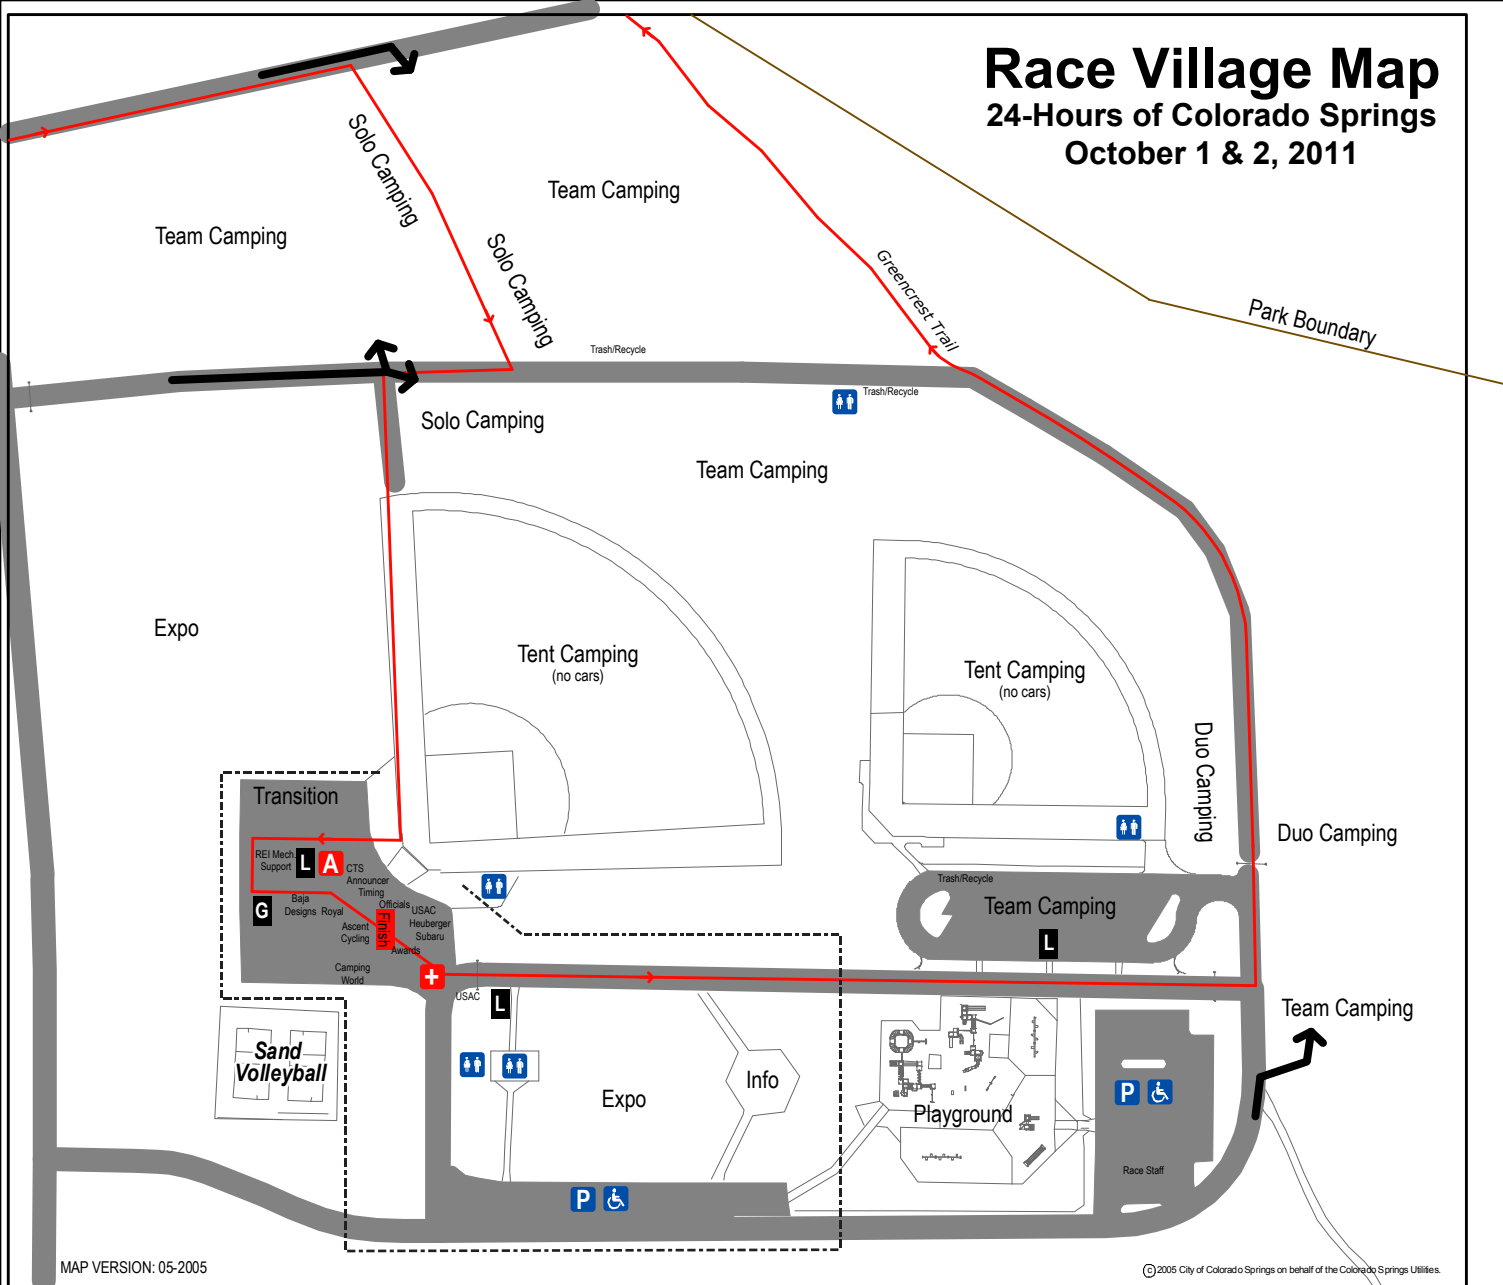 Race Village Map
24-Hours of Colorado Springs
October 1 & 2, 2011
Solo Camping
Team Camping
Team Camping
Solo Camping
Greencrest Trail
Park Boundary
Trash/Recycle
Trash/Recycle
Solo Camping
Team Camping
Expo
Tent Camping
(no cars)
Tent Camping
(no cars)
Duo Camping
Duo Camping
Transition
REI Mech.
Support
L
A
CTS
Announcer
Timing
Officials
G
Baja
Designs
Royal
Finish
USAC
Heuberger
Subaru
Ascent
Cycling
Awards
Camping
World
Trash/Recycle
Team Camping
L
USAC
L
Team Camping
Sand
Volleyball
Info
Expo
Playground
P
Race Staff
P
MAP VERSION: 05-2005
© 2005 City of Colorado Springs on behalf of the Colorado Springs Utilities.